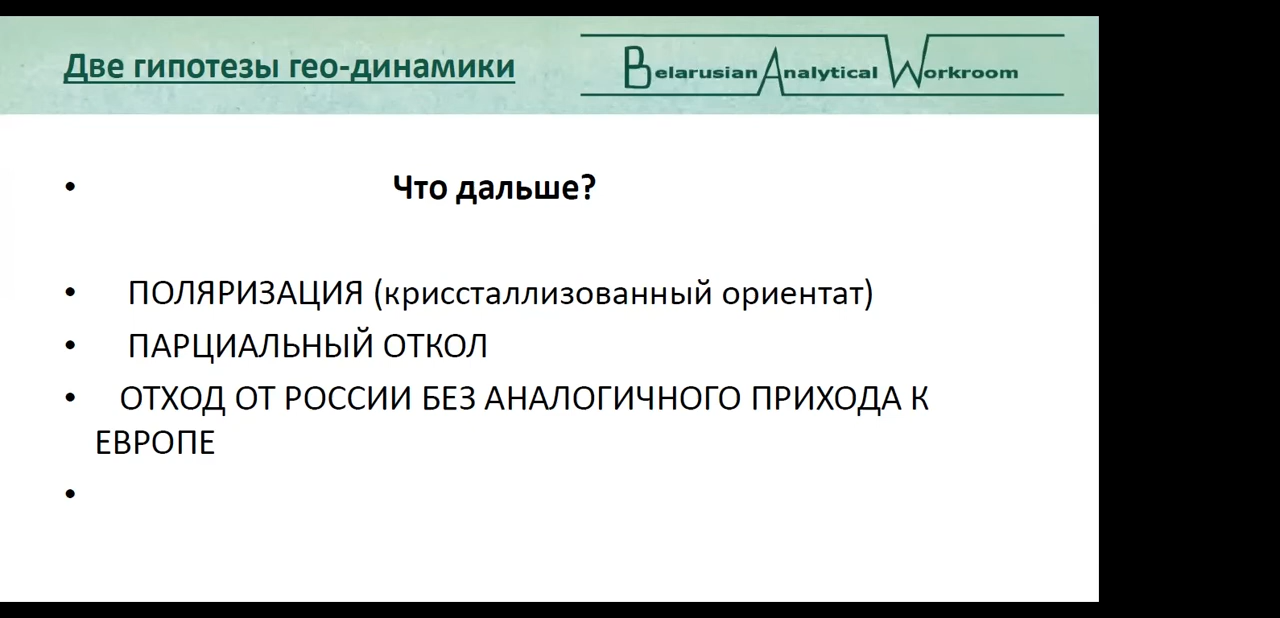 Две гипотезы гео-динамики
Belarusian Analytical Workroom
• Что дальше?
• ПОЛЯРИЗАЦИЯ (крисcталлизованный ориентат)
• ПАРЦИАЛЬНЫЙ ОТКОЛ
• ОТХОД ОТ РОССИИ БЕЗ АНАЛОГИЧНОГО ПРИХОДА К
ЕВРОПЕ
•